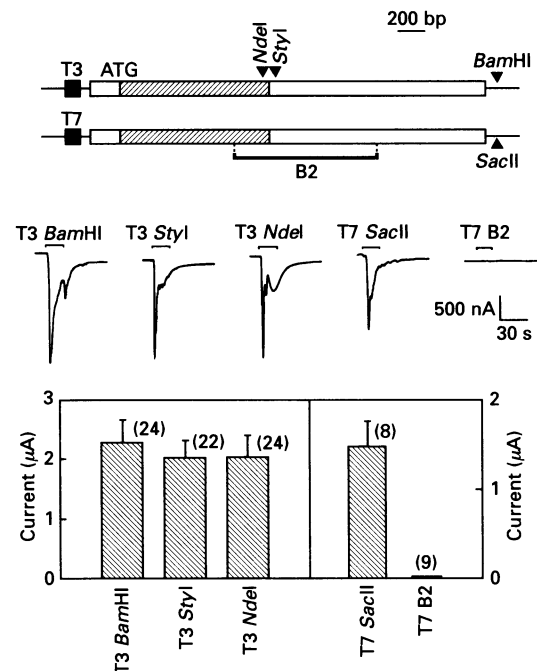 200 bp
NdeI
StyI
BamHI
T3
ATG
T7
SacII
B2
T3 BamHI
T3 StyI
T3 NdeI
T7 SacII
T7 B2
500 nA
30 s
Current (μA)
3
2
1
0
(24)
(22)
(24)
(8)
(9)
2
1
0
Current (μA)
T3 BamHI
T3 StyI
T3 NdeI
T7 SacII
T7 B2